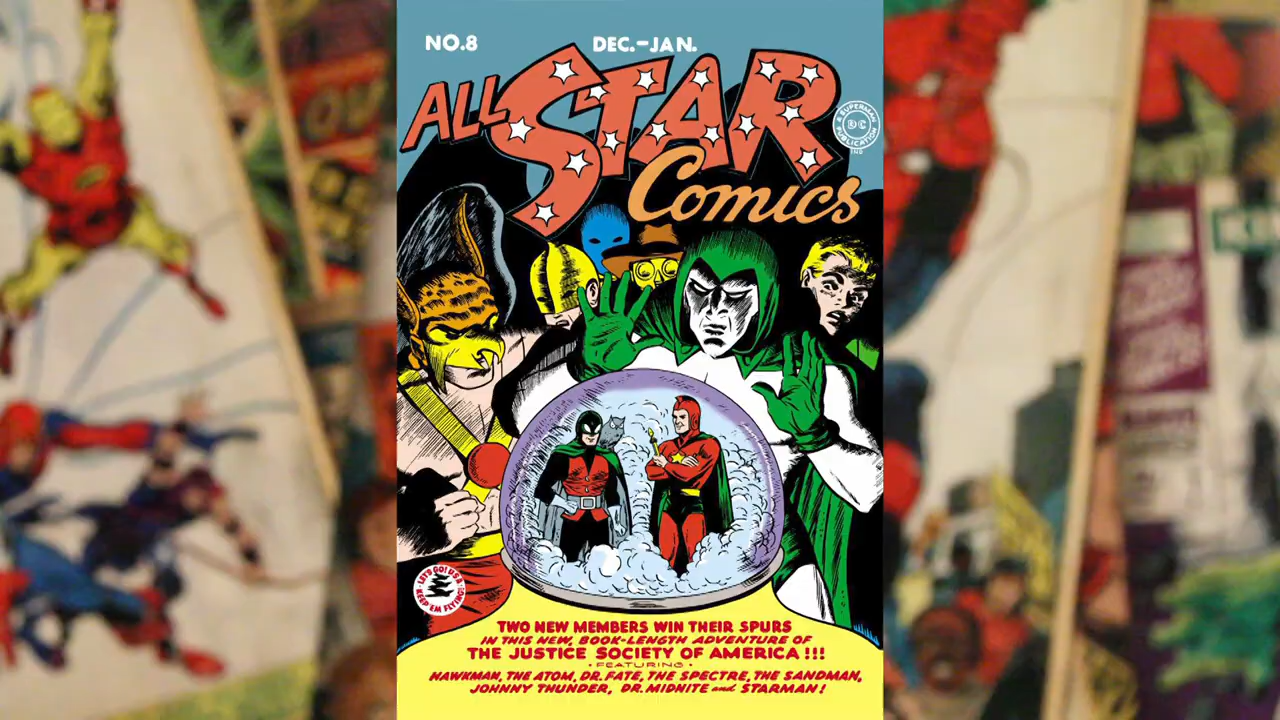 NO.8
DEC.-JAN.
ALL STAR
Comics
A SUPERMAN
DC
PUBLICATION
LET'S GO! U.S.A.
KEEP 'EM FLYING!
TWO NEW MEMBERS WIN THEIR SPURS
IN THIS NEW, BOOK-LENGTH ADVENTURE OF
THE JUSTICE SOCIETY OF AMERICA!!!
• FEATURING •
HAWKMAN, THE ATOM, DR. FATE, THE SPECTRE, THE SANDMAN,
JOHNNY THUNDER, DR. MIDNITE and STARMAN!